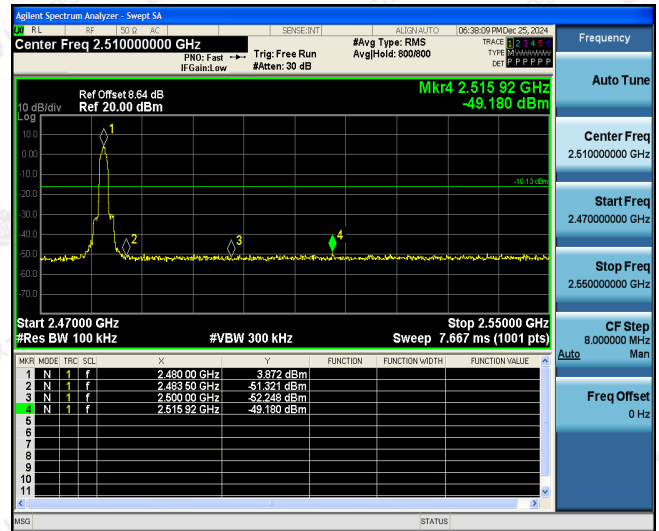 Agilent Spectrum Analyzer - Swept SA
LXI RL RF 50 Ω AC SENSE:INT ALIGN AUTO 06:38:09 PM Dec 25, 2024
Center Freq 2.510000000 GHz
PNO: Fast
IFGain:Low
Trig: Free Run
#Atten: 30 dB
#Avg Type: RMS
Avg|Hold: 800/800
TRACE 1 2 3 4 5 6
TYPE M WWWWW
DET P P P P P P
Ref Offset 8.64 dB
Ref 20.00 dBm
10 dB/div
Log
Mkr4 2.515 92 GHz
-49.180 dBm
10.0
0.00
-10.0
-20.0
-30.0
-40.0
-50.0
-60.0
-70.0
1
2
3
4
-16.13 dBm
Start 2.47000 GHz Stop 2.55000 GHz
#Res BW 100 kHz #VBW 300 kHz Sweep 7.667 ms (1001 pts)
MKR MODE TRC SCL X Y FUNCTION FUNCTION WIDTH FUNCTION VALUE
1 N 1 f 2.480 00 GHz 3.872 dBm
2 N 1 f 2.483 50 GHz -51.321 dBm
3 N 1 f 2.500 00 GHz -52.248 dBm
4 N 1 f 2.515 92 GHz -49.180 dBm
5
6
7
8
9
10
11
MSG STATUS
Frequency
Auto Tune
Center Freq
2.510000000 GHz
Start Freq
2.470000000 GHz
Stop Freq
2.550000000 GHz
CF Step
8.000000 MHz
Auto Man
Freq Offset
0 Hz